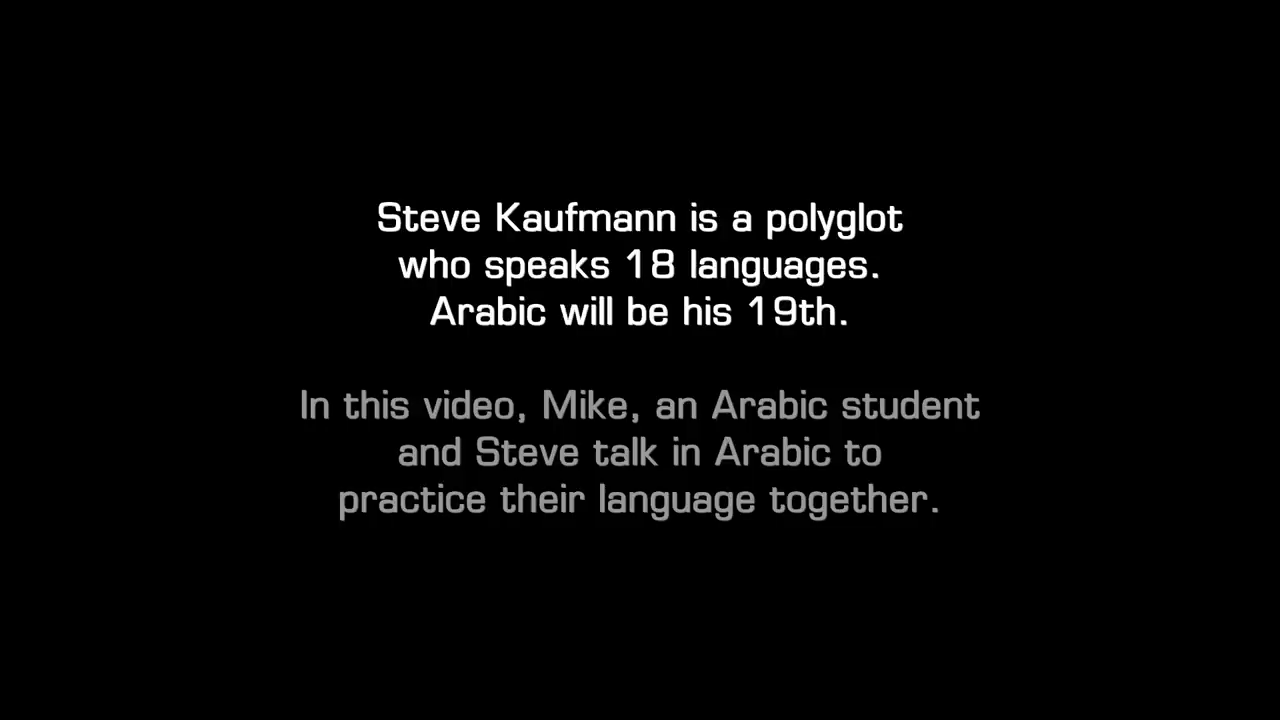 Steve Kaufmann is a polyglot
who speaks 18 languages.
Arabic will be his 19th.
In this video, Mike, an Arabic student
and Steve talk in Arabic to
practice their language together.